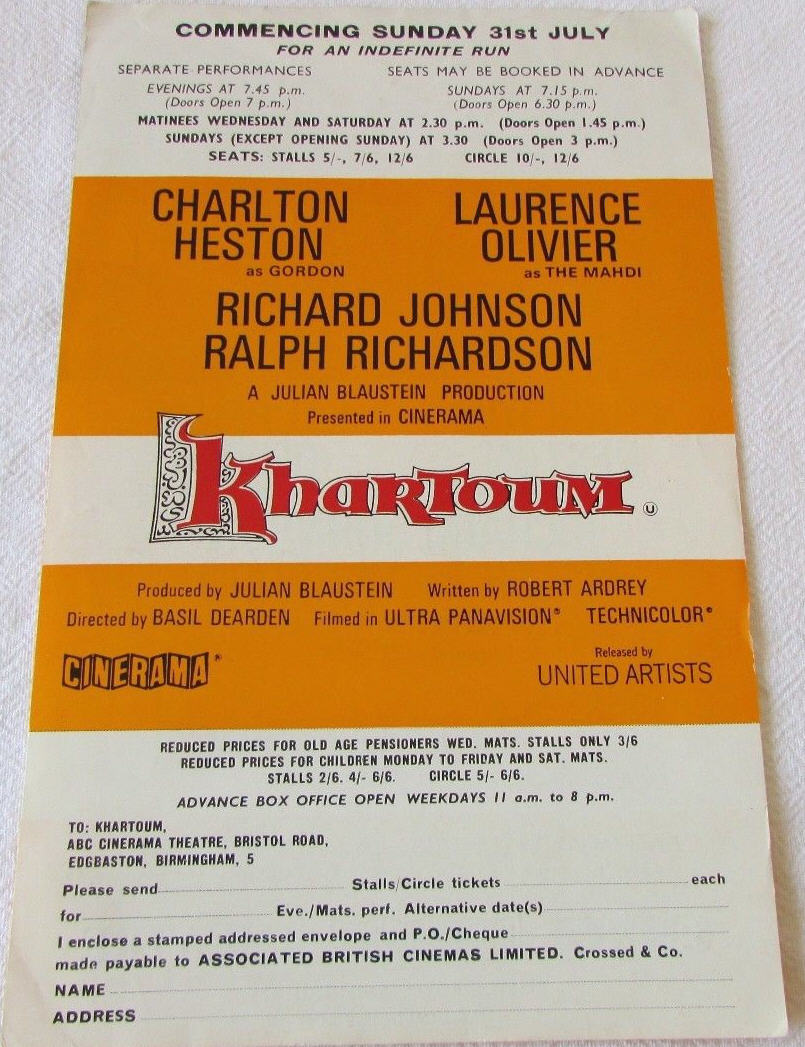 COMMENCING SUNDAY 31st JULY
FOR AN INDEFINITE RUN
SEPARATE PERFORMANCES SEATS MAY BE BOOKED IN ADVANCE
EVENINGS AT 7.45 p.m. SUNDAYS AT 7.15 p.m.
(Doors Open 7 p.m.) (Doors Open 6.30 p.m.)
MATINEES WEDNESDAY AND SATURDAY AT 2.30 p.m. (Doors Open 1.45 p.m.)
SUNDAYS (EXCEPT OPENING SUNDAY) AT 3.30 (Doors Open 3 p.m.)
SEATS: STALLS 5/-, 7/6, 12/6 CIRCLE 10/-, 12/6
CHARLTON HESTON
as GORDON
LAURENCE OLIVIER
as THE MAHDI
RICHARD JOHNSON
RALPH RICHARDSON
A JULIAN BLAUSTEIN PRODUCTION
Presented in CINERAMA
Khartoum U
Produced by JULIAN BLAUSTEIN Written by ROBERT ARDREY
Directed by BASIL DEARDEN Filmed in ULTRA PANAVISION® TECHNICOLOR®
CINERAMA®
Released by
UNITED ARTISTS
REDUCED PRICES FOR OLD AGE PENSIONERS WED. MATS. STALLS ONLY 3/6
REDUCED PRICES FOR CHILDREN MONDAY TO FRIDAY AND SAT. MATS.
STALLS 2/6. 4/- 6/6. CIRCLE 5/- 6/6.
ADVANCE BOX OFFICE OPEN WEEKDAYS 11 a.m. to 8 p.m.
TO: KHARTOUM,
ABC CINERAMA THEATRE, BRISTOL ROAD,
EDGBASTON, BIRMINGHAM, 5
Please send Stalls/Circle tickets each
for Eve./Mats. perf. Alternative date(s)
I enclose a stamped addressed envelope and P.O./Cheque
made payable to ASSOCIATED BRITISH CINEMAS LIMITED. Crossed & Co.
NAME
ADDRESS